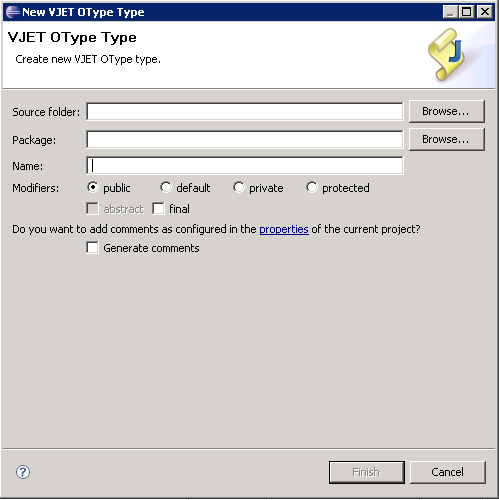 New VJET OType Type
VJET OType Type
Create new VJET OType type.
J
Source folder:
Browse...
Package:
Browse...
Name:
Modifiers: public default private protected
abstract final
Do you want to add comments as configured in the properties of the current project?
Generate comments
?
Finish Cancel